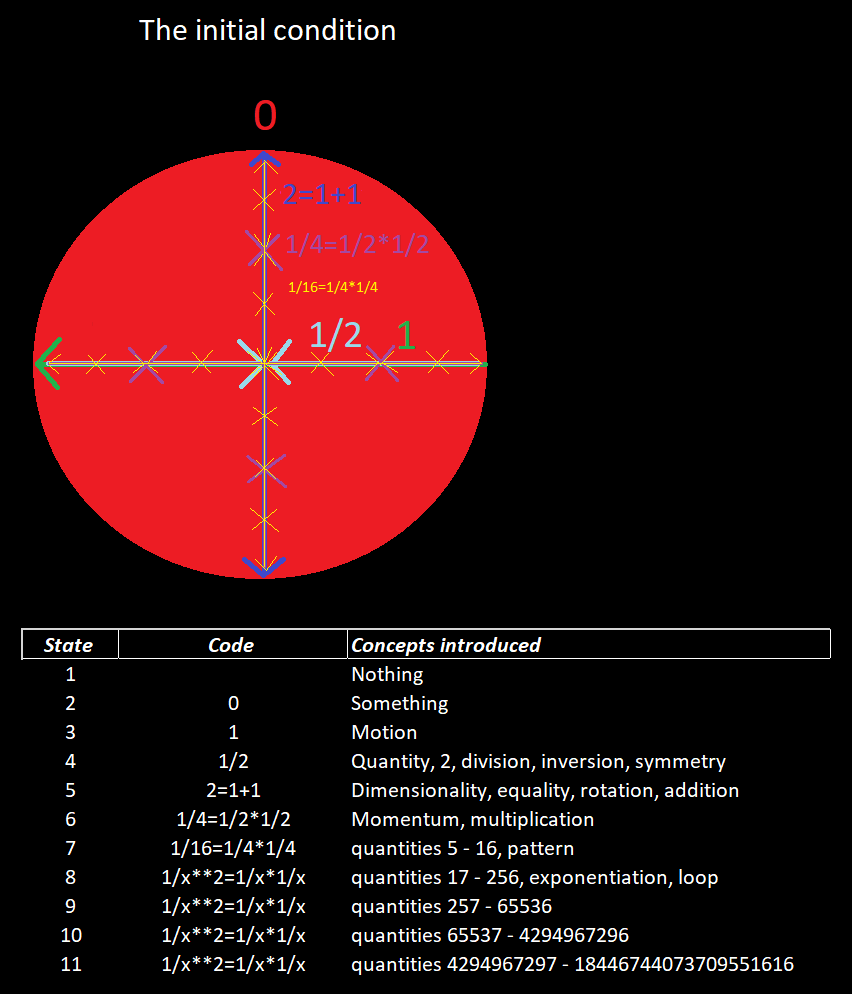 The initial condition
0
2=1+1
1/4=1/2*1/2
1/16=1/4*1/4
1/2 1
State Code Concepts introduced
1 Nothing
2 0 Something
3 1 Motion
4 1/2 Quantity, 2, division, inversion, symmetry
5 2=1+1 Dimensionality, equality, rotation, addition
6 1/4=1/2*1/2 Momentum, multiplication
7 1/16=1/4*1/4 quantities 5 - 16, pattern
8 1/x**2=1/x*1/x quantities 17 - 256, exponentiation, loop
9 1/x**2=1/x*1/x quantities 257 - 65536
10 1/x**2=1/x*1/x quantities 65537 - 4294967296
11 1/x**2=1/x*1/x quantities 4294967297 - 18446744073709551616